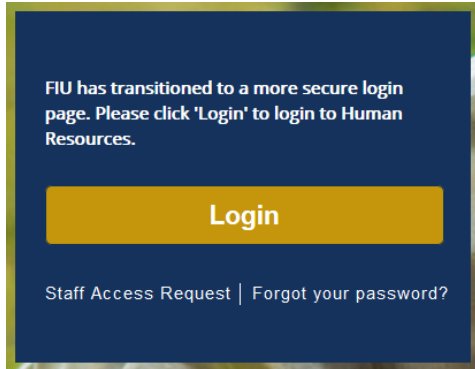 FIU has transitioned to a more secure login
page. Please click 'Login' to login to Human
Resources.
Login
Staff Access Request | Forgot your password?